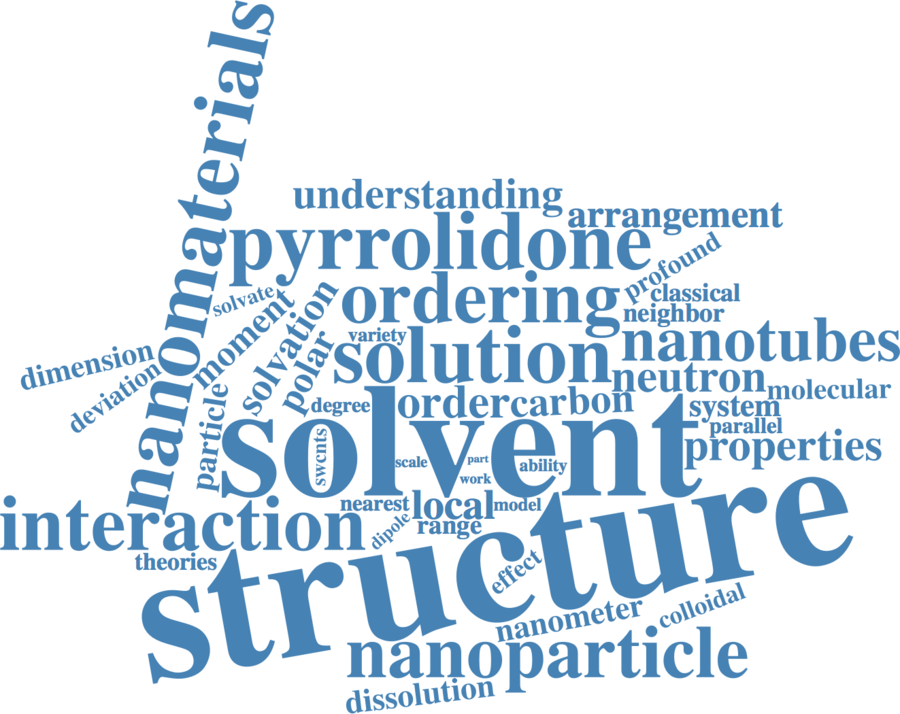 nanomaterials
understanding
arrangement
pyrrolidone
profound
solvate
ordering
classical
moment
solvation
neighbor
variety
polar
solution
nanotubes
dimension
deviation
neutron
molecular
particle
degree
order
carbon
system
parallel
solvent
swcnts
scale
part
work
ability
properties
nearest
local
model
interaction
dipole
range
theories
structure
effect
nanometer
colloidal
nanoparticle
dissolution